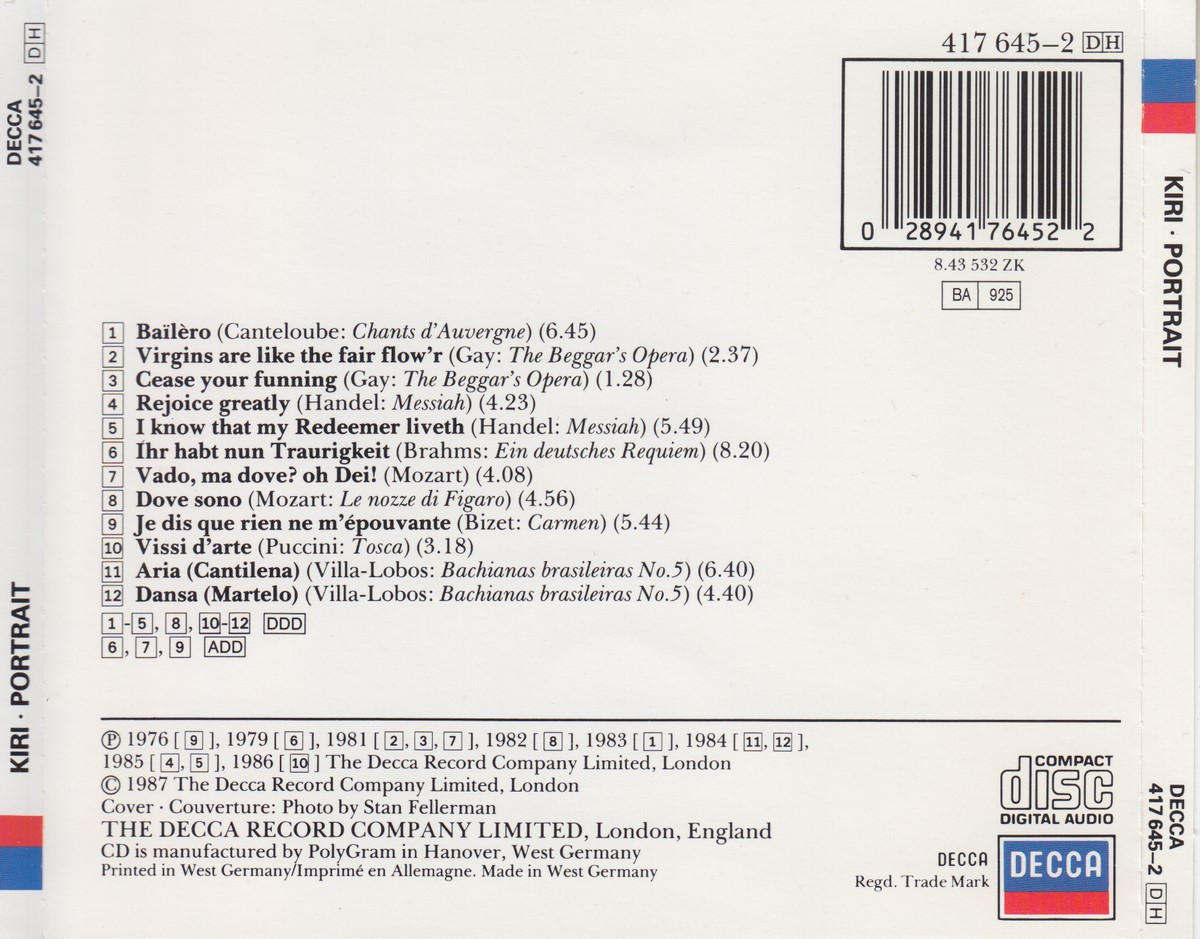 DECCA
417 645–2 DH
KIRI · PORTRAIT
417 645–2 DH
0 28941 76452 2
8.43 532 ZK
BA 925
1 Baïlèro (Canteloube: Chants d'Auvergne) (6.45)
2 Virgins are like the fair flow'r (Gay: The Beggar's Opera) (2.37)
3 Cease your funning (Gay: The Beggar's Opera) (1.28)
4 Rejoice greatly (Handel: Messiah) (4.23)
5 I know that my Redeemer liveth (Handel: Messiah) (5.49)
6 Ihr habt nun Traurigkeit (Brahms: Ein deutsches Requiem) (8.20)
7 Vado, ma dove? oh Dei! (Mozart) (4.08)
8 Dove sono (Mozart: Le nozze di Figaro) (4.56)
9 Je dis que rien ne m'épouvante (Bizet: Carmen) (5.44)
10 Vissi d'arte (Puccini: Tosca) (3.18)
11 Aria (Cantilena) (Villa-Lobos: Bachianas brasileiras No.5) (6.40)
12 Dansa (Martelo) (Villa-Lobos: Bachianas brasileiras No.5) (4.40)
1-5, 8, 10-12 DDD
6, 7, 9 ADD
℗ 1976 [9], 1979 [6], 1981 [2, 3, 7], 1982 [8], 1983 [1], 1984 [11, 12],
1985 [4, 5], 1986 [10] The Decca Record Company Limited, London
© 1987 The Decca Record Company Limited, London
Cover · Couverture: Photo by Stan Fellerman
THE DECCA RECORD COMPANY LIMITED, London, England
CD is manufactured by PolyGram in Hanover, West Germany
Printed in West Germany/Imprimé en Allemagne. Made in West Germany
COMPACT
disc
DIGITAL AUDIO
DECCA
Regd. Trade Mark
DECCA
KIRI · PORTRAIT
DECCA
417 645–2 DH